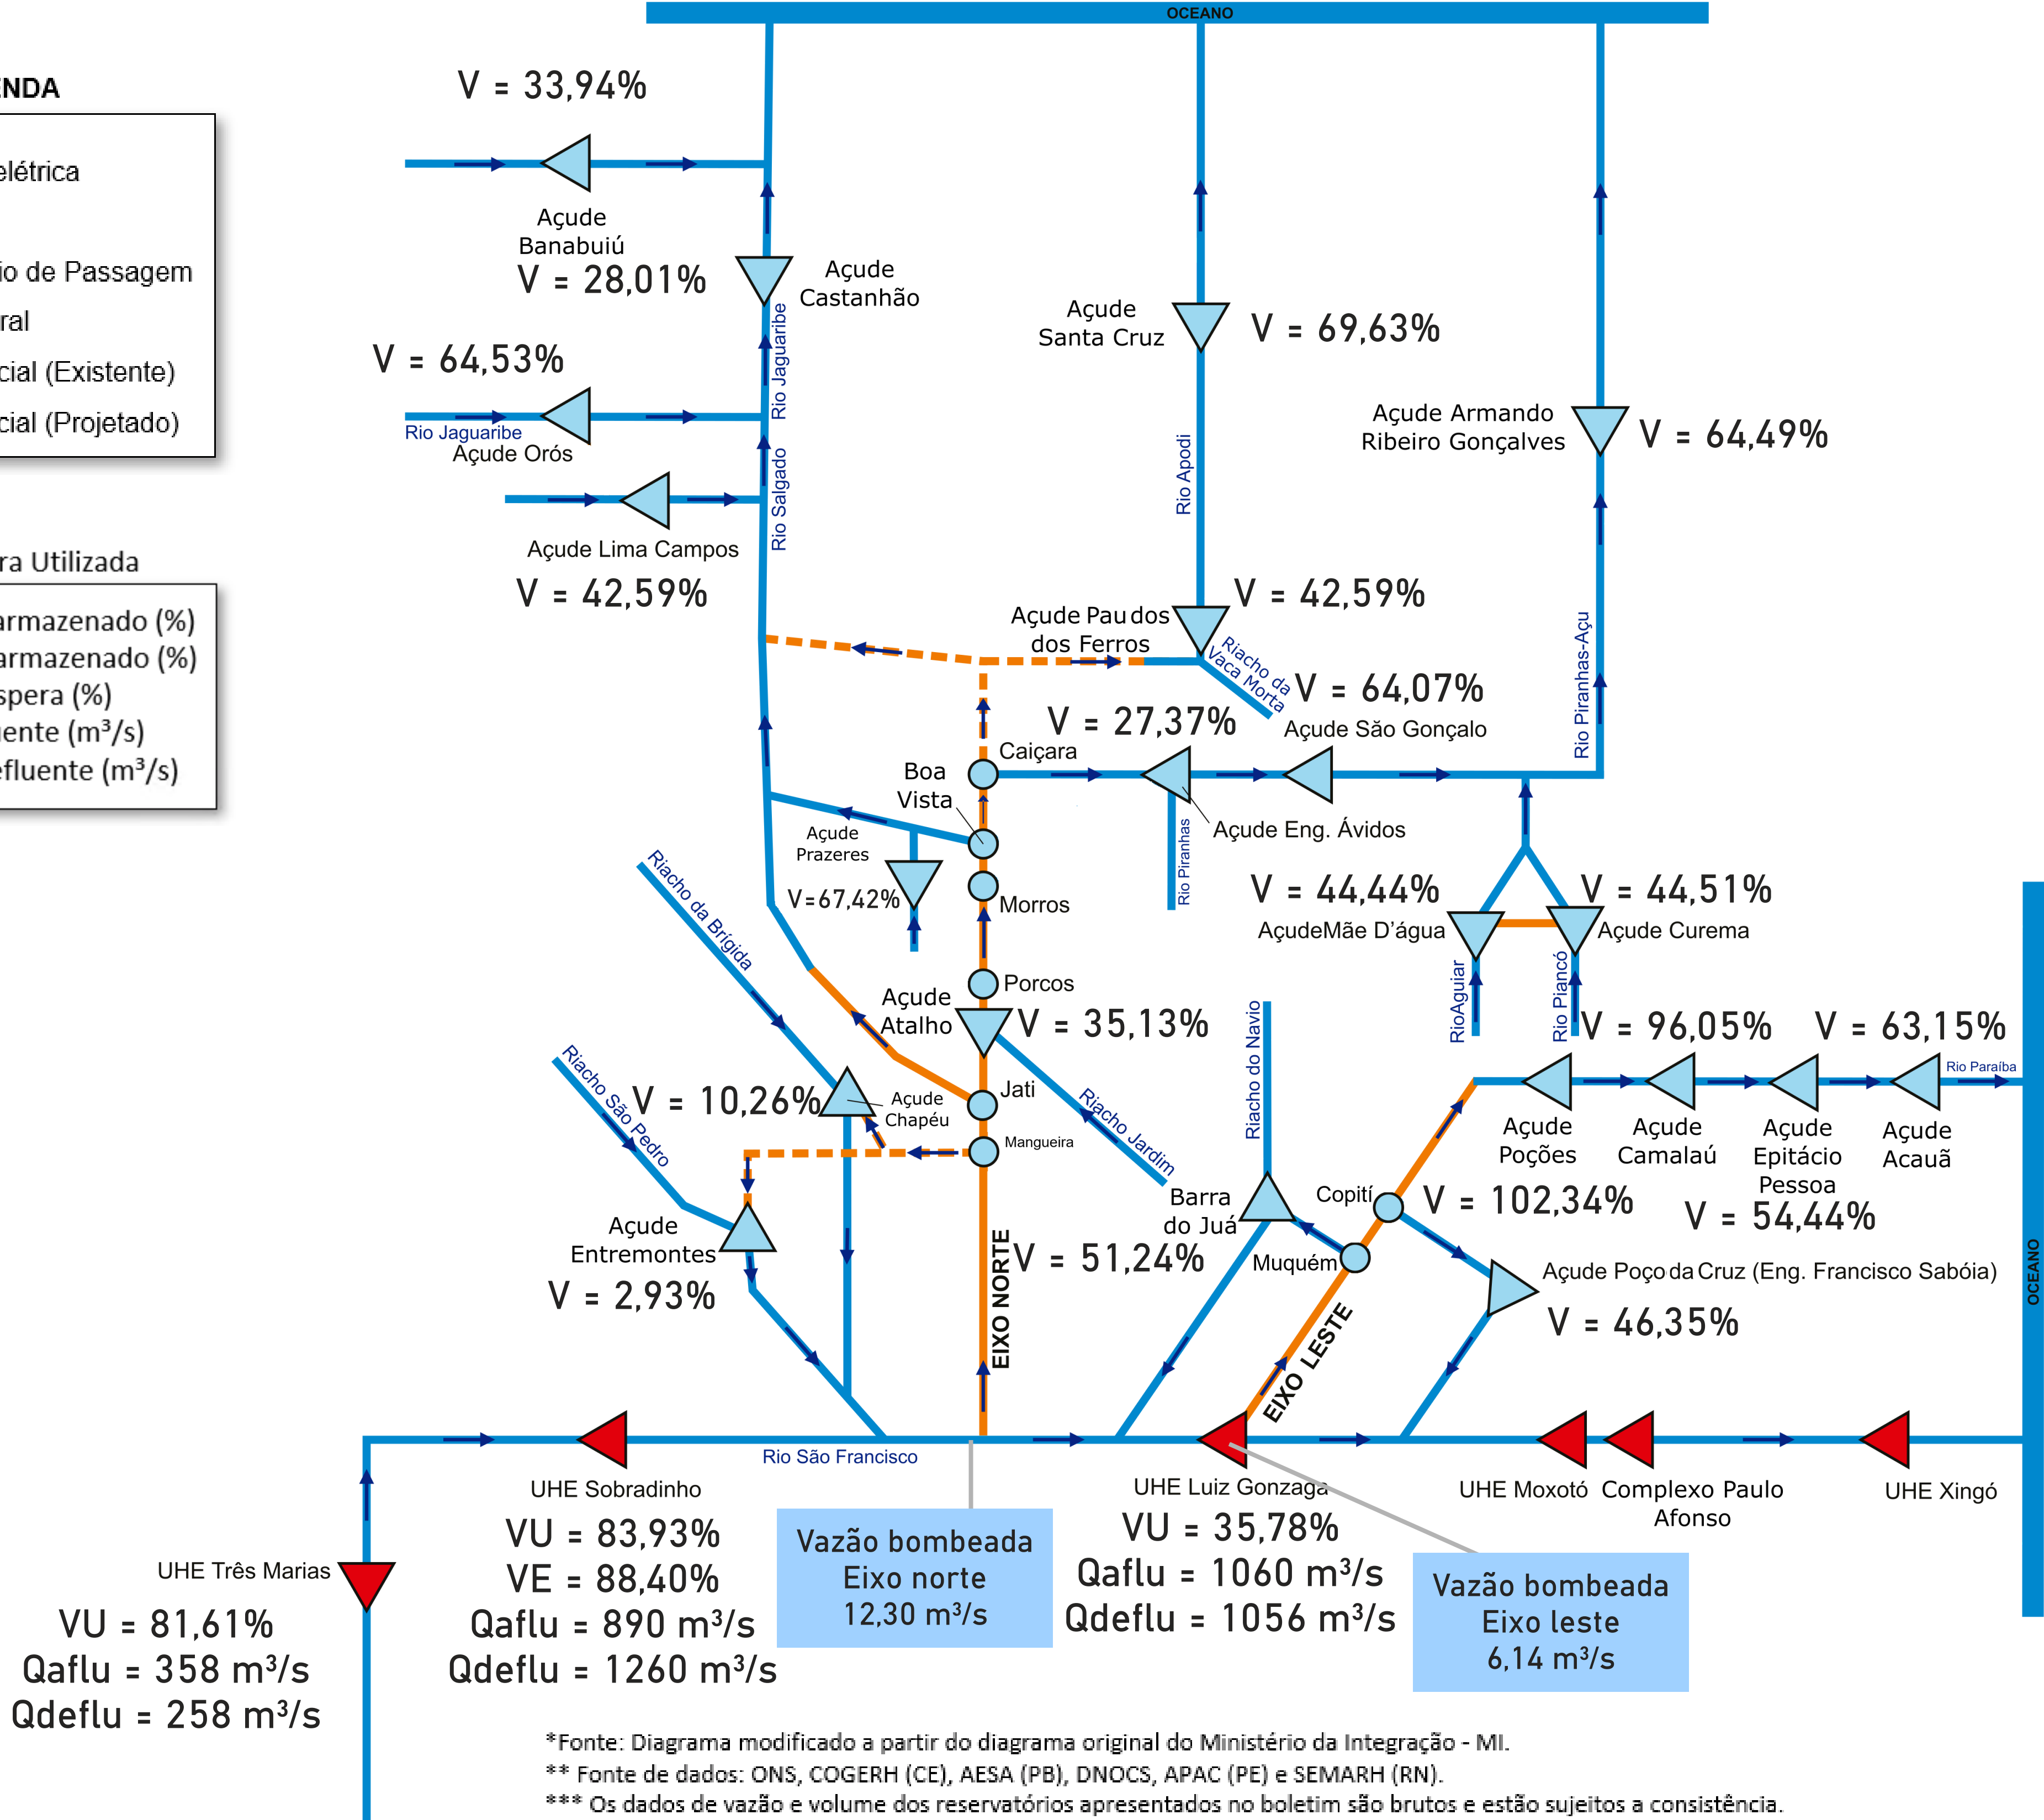 OCEANO
ENDA
elétrica
io de Passagem
ral
cial (Existente)
cial (Projetado)
ra Utilizada
armazenado (%)
armazenado (%)
spera (%)
uente (m³/s)
efluente (m³/s)
V = 33,94%
Açude
Banabuiú
V = 28,01%
Açude
Castanhão
Rio Jaguaribe
V = 64,53%
Rio Jaguaribe
Açude Orós
Rio Salgado
Açude Lima Campos
V = 42,59%
Açude
Santa Cruz
V = 69,63%
Rio Apodi
Açude Armando
Ribeiro Gonçalves
V = 64,49%
Rio Piranhas-Açu
Açude Pau dos
dos Ferros
V = 42,59%
Riacho da
Vaca Morta
V = 64,07%
Açude São Gonçalo
V = 27,37%
Caiçara
Boa
Vista
Açude Eng. Ávidos
Rio Piranhas
Açude
Prazeres
V=67,42%
Morros
Porcos
Açude
Atalho
V = 35,13%
Riacho da Brígida
Riacho São Pedro
V = 10,26%
Açude
Chapéu
Jati
Mangueira
Riacho Jardim
Açude
Entremontes
V = 2,93%
EIXO NORTE
V = 44,44%
AçudeMãe D'água
V = 44,51%
Açude Curema
RioAguiar
Rio Piancó
V = 96,05%
V = 63,15%
Rio Paraíba
Açude
Poções
Açude
Camalaú
Açude
Epitácio
Pessoa
Açude
Acauã
V = 102,34%
V = 54,44%
Riacho do Navio
Barra
do Juá
V = 51,24%
Copití
Muquém
EIXO LESTE
Açude Poço da Cruz (Eng. Francisco Sabóia)
V = 46,35%
OCEANO
Rio São Francisco
UHE Sobradinho
VU = 83,93%
VE = 88,40%
Qaflu = 890 m³/s
Qdeflu = 1260 m³/s
UHE Três Marias
VU = 81,61%
Qaflu = 358 m³/s
Qdeflu = 258 m³/s
Vazão bombeada
Eixo norte
12,30 m³/s
UHE Luiz Gonzaga
VU = 35,78%
Qaflu = 1060 m³/s
Qdeflu = 1056 m³/s
Vazão bombeada
Eixo leste
6,14 m³/s
UHE Moxotó
Complexo Paulo
Afonso
UHE Xingó
*Fonte: Diagrama modificado a partir do diagrama original do Ministério da Integração - MI.
** Fonte de dados: ONS, COGERH (CE), AESA (PB), DNOCS, APAC (PE) e SEMARH (RN).
*** Os dados de vazão e volume dos reservatórios apresentados no boletim são brutos e estão sujeitos a consistência.